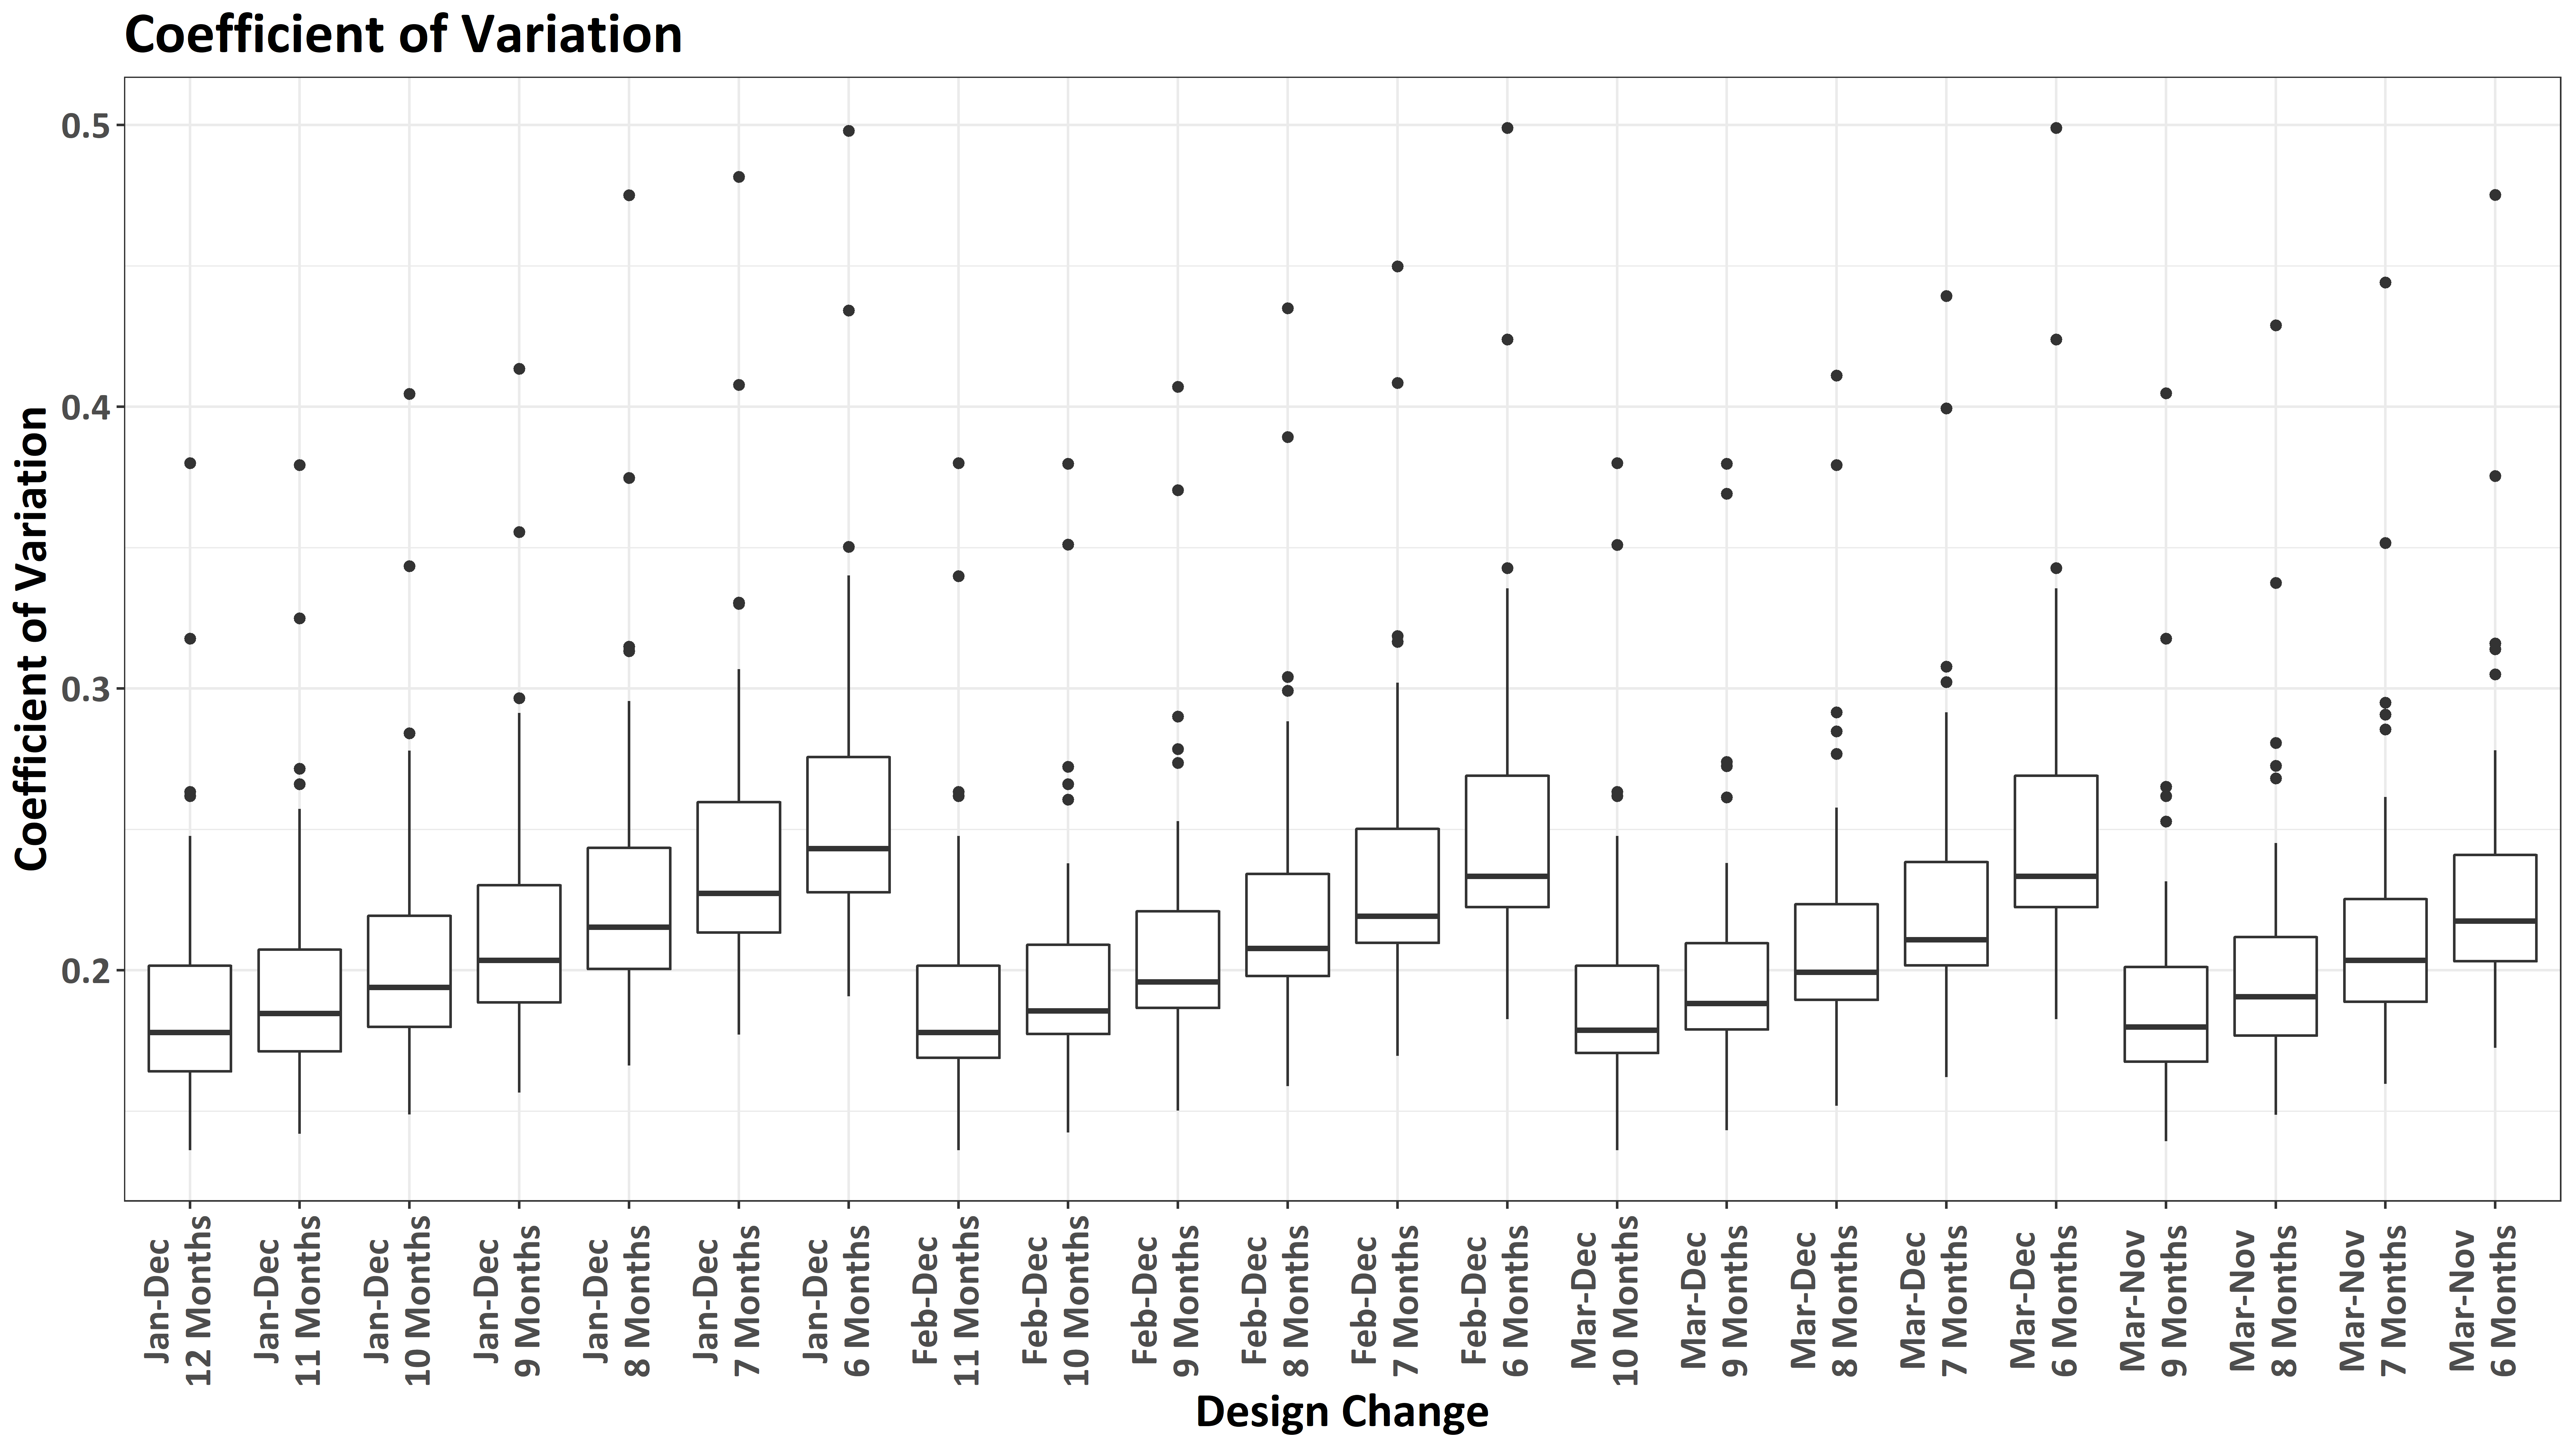 Coefficient of Variation
Coefficient of Variation
0.5
0.4
0.3
0.2
Jan-Dec
12 Months
Jan-Dec
11 Months
Jan-Dec
10 Months
Jan-Dec
9 Months
Jan-Dec
8 Months
Jan-Dec
7 Months
Jan-Dec
6 Months
Feb-Dec
11 Months
Feb-Dec
10 Months
Feb-Dec
9 Months
Feb-Dec
8 Months
Feb-Dec
7 Months
Feb-Dec
6 Months
Mar-Dec
10 Months
Mar-Dec
9 Months
Mar-Dec
8 Months
Mar-Dec
7 Months
Mar-Dec
6 Months
Mar-Nov
9 Months
Mar-Nov
8 Months
Mar-Nov
7 Months
Mar-Nov
6 Months
Design Change